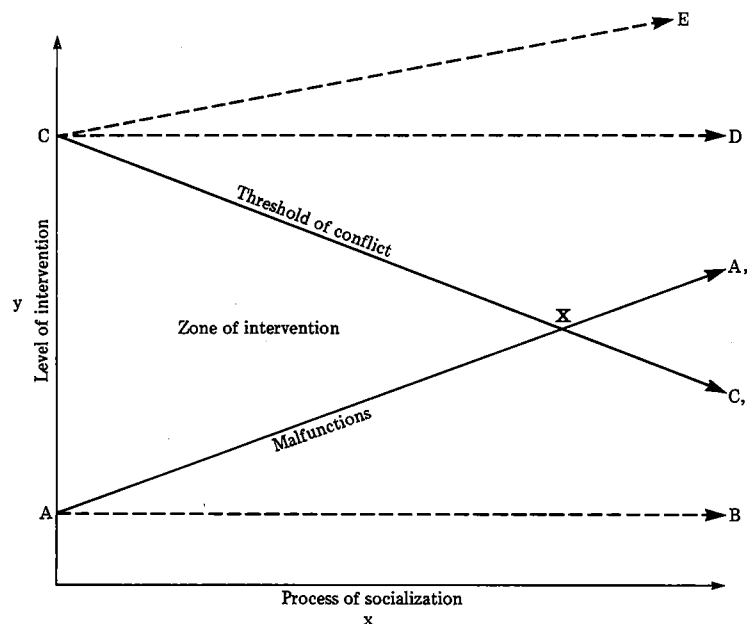 E
C
D
Threshold of conflict
A,
y
Level of intervention
X
Zone of intervention
C,
Malfunctions
A
B
Process of socialization
x